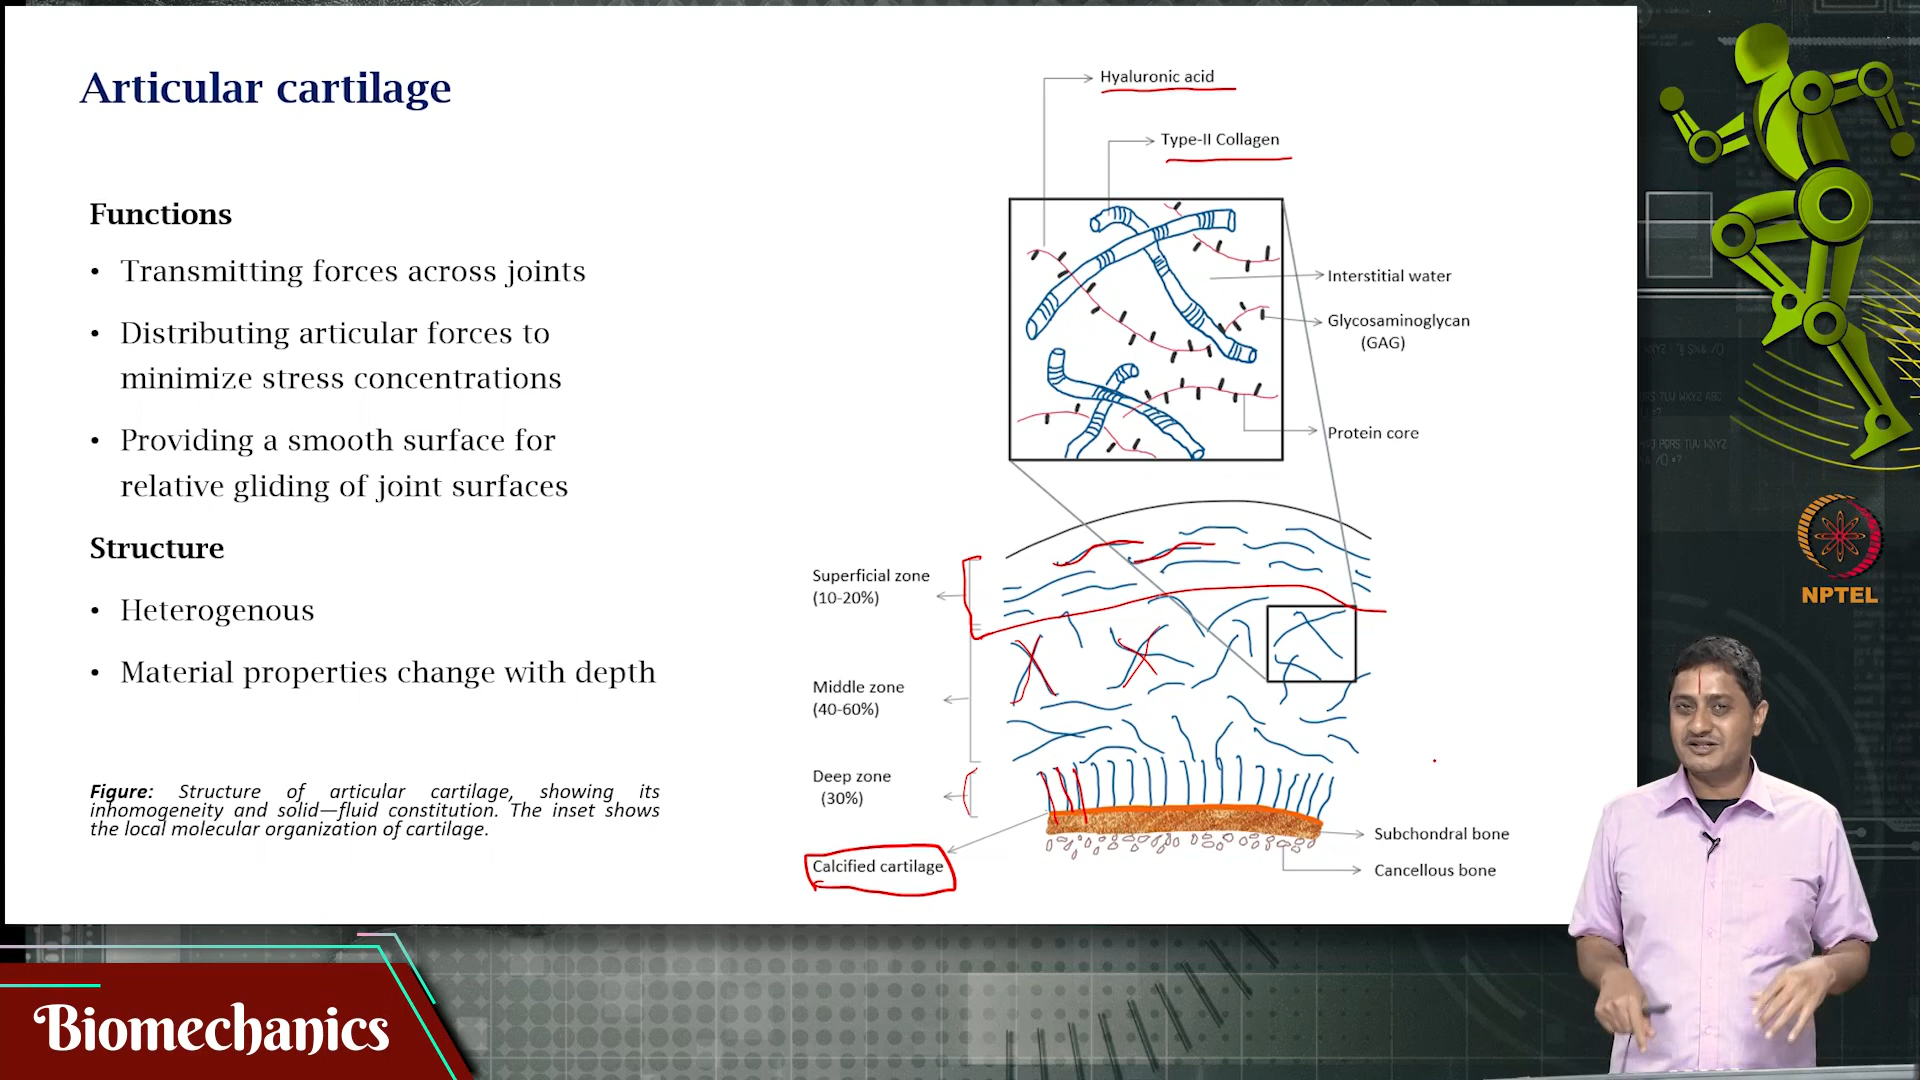 Articular cartilage
Functions
• Transmitting forces across joints
• Distributing articular forces to
minimize stress concentrations
• Providing a smooth surface for
relative gliding of joint surfaces
Structure
• Heterogenous
• Material properties change with depth
Figure: Structure of articular cartilage, showing its
inhomogeneity and solid—fluid constitution. The inset shows
the local molecular organization of cartilage.
Hyaluronic acid
Type-II Collagen
Interstitial water
Glycosaminoglycan
(GAG)
Protein core
Superficial zone
(10-20%)
Middle zone
(40-60%)
Deep zone
(30%)
Calcified cartilage
Subchondral bone
Cancellous bone
NPTEL
Biomechanics